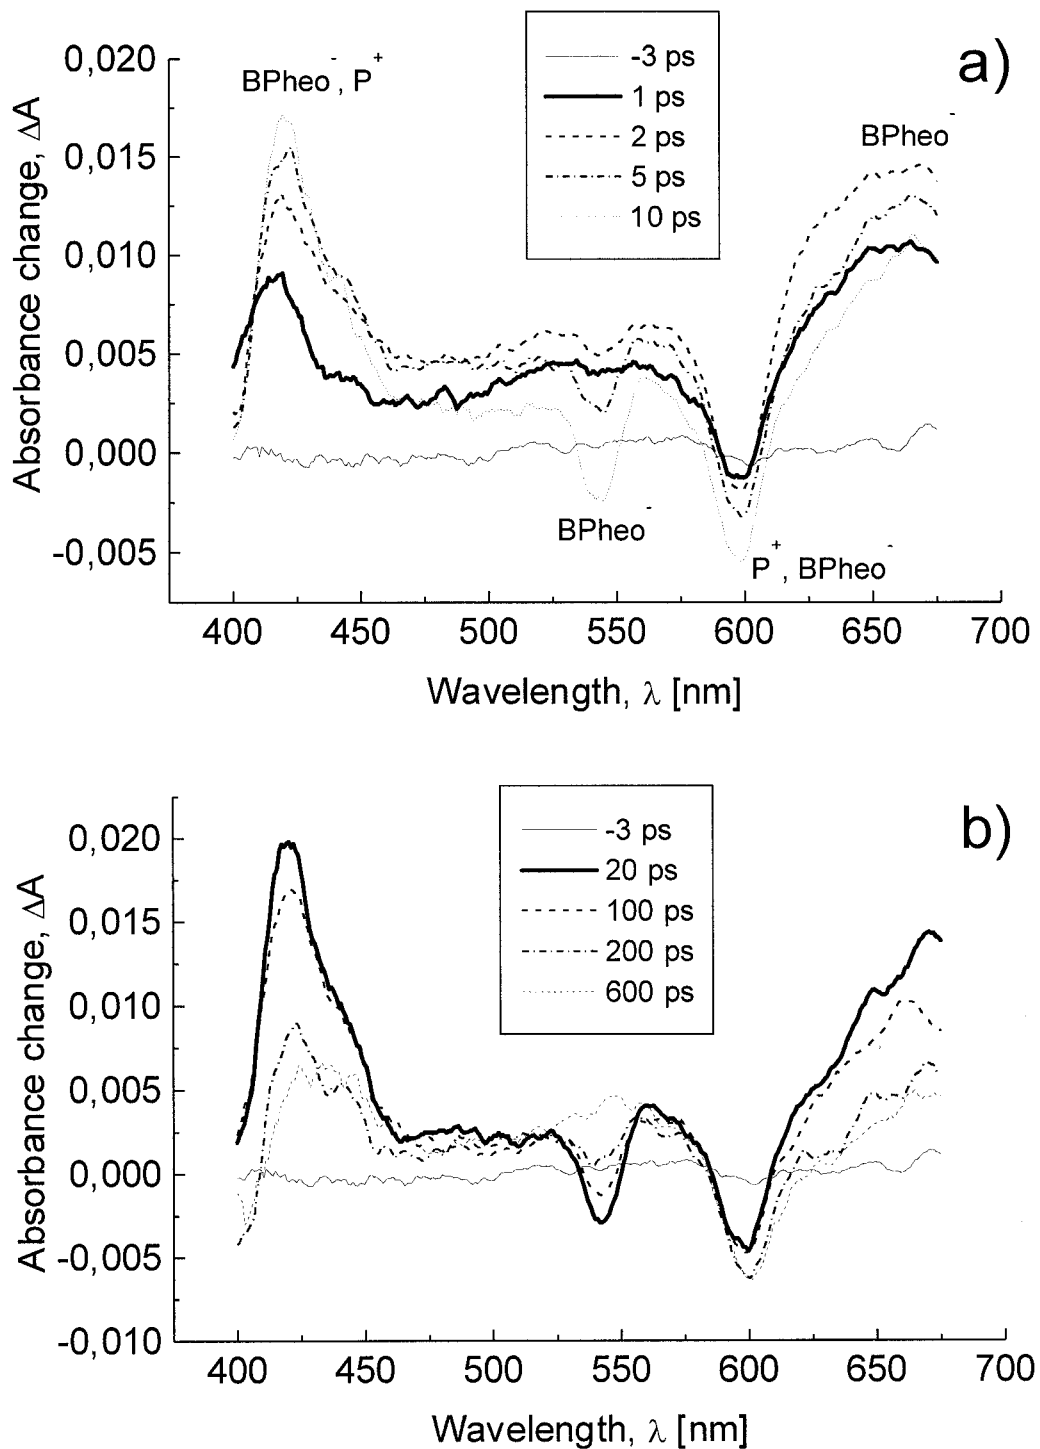 a)
-3 ps
1 ps
2 ps
5 ps
10 ps
BPheo⁻, P⁺
BPheo⁻
BPheo⁻
P⁺, BPheo⁻
0,020
0,015
0,010
0,005
0,000
-0,005
Absorbance change, ΔA
400 450 500 550 600 650 700
Wavelength, λ [nm]
b)
-3 ps
20 ps
100 ps
200 ps
600 ps
0,020
0,015
0,010
0,005
0,000
-0,005
-0,010
Absorbance change, ΔA
400 450 500 550 600 650 700
Wavelength, λ [nm]